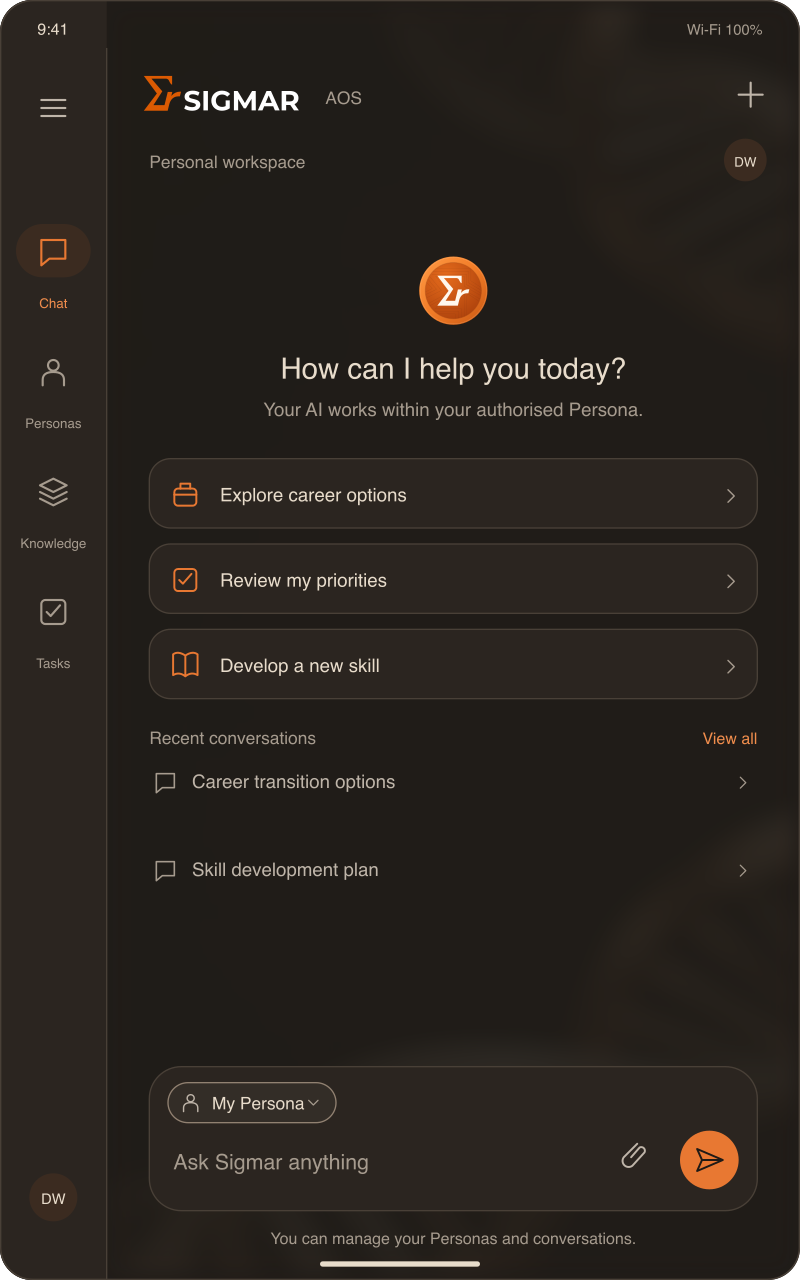 9:41
Wi-Fi 100%
Σr SIGMAR AOS
Personal workspace
DW
Chat
Personas
Knowledge
Tasks
Σr
How can I help you today?
Your AI works within your authorised Persona.
Explore career options
Review my priorities
Develop a new skill
Recent conversations
View all
Career transition options
Skill development plan
My Persona
Ask Sigmar anything
DW
You can manage your Personas and conversations.